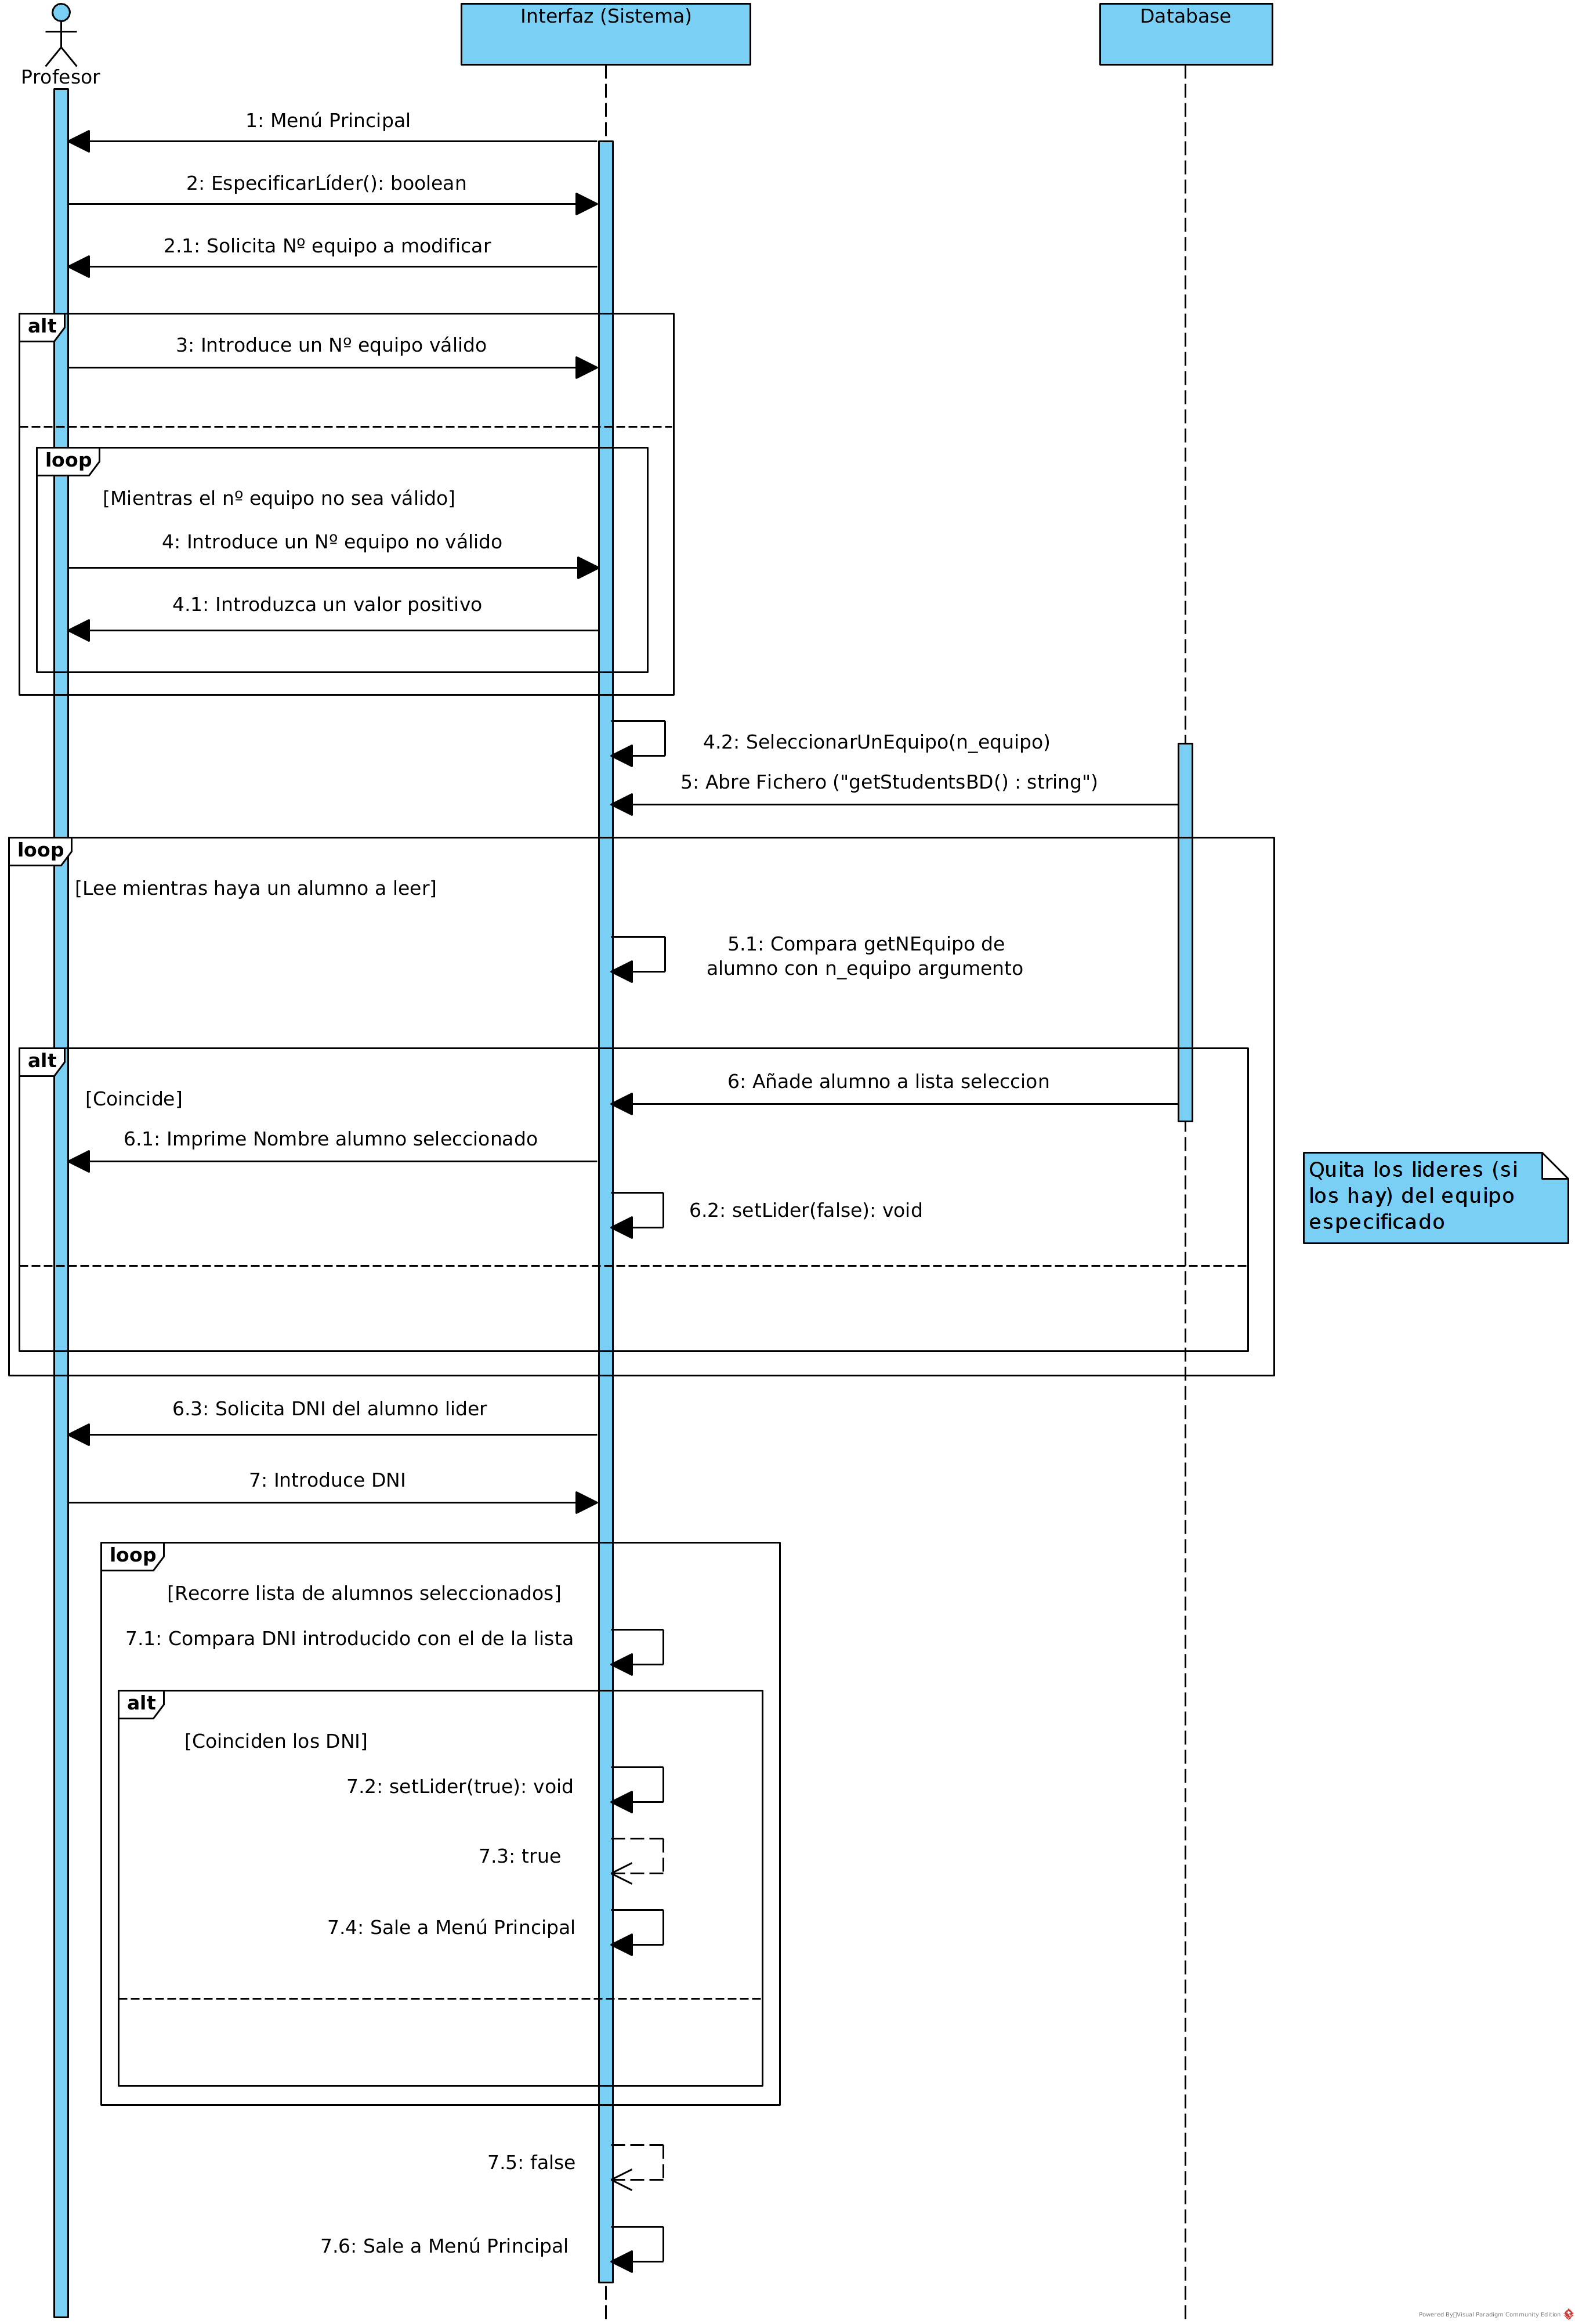 Interfaz (Sistema)
Database
Profesor
1: Menú Principal
2: EspecificarLíder(): boolean
2.1: Solicita Nº equipo a modificar
alt
3: Introduce un Nº equipo válido
loop
[Mientras el nº equipo no sea válido]
4: Introduce un Nº equipo no válido
4.1: Introduzca un valor positivo
4.2: SeleccionarUnEquipo(n_equipo)
5: Abre Fichero ("getStudentsBD() : string")
loop
[Lee mientras haya un alumno a leer]
5.1: Compara getNEquipo de
alumno con n_equipo argumento
alt
6: Añade alumno a lista seleccion
[Coincide]
6.1: Imprime Nombre alumno seleccionado
6.2: setLider(false): void
Quita los lideres (si
los hay) del equipo
especificado
6.3: Solicita DNI del alumno lider
7: Introduce DNI
loop
[Recorre lista de alumnos seleccionados]
7.1: Compara DNI introducido con el de la lista
alt
[Coinciden los DNI]
7.2: setLider(true): void
7.3: true
7.4: Sale a Menú Principal
7.5: false
7.6: Sale a Menú Principal
Powered By Visual Paradigm Community Edition